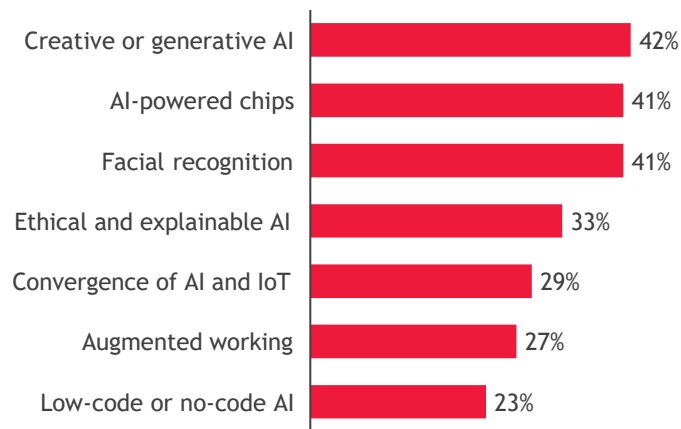 Creative or generative AI 42%
AI-powered chips 41%
Facial recognition 41%
Ethical and explainable AI 33%
Convergence of AI and IoT 29%
Augmented working 27%
Low-code or no-code AI 23%